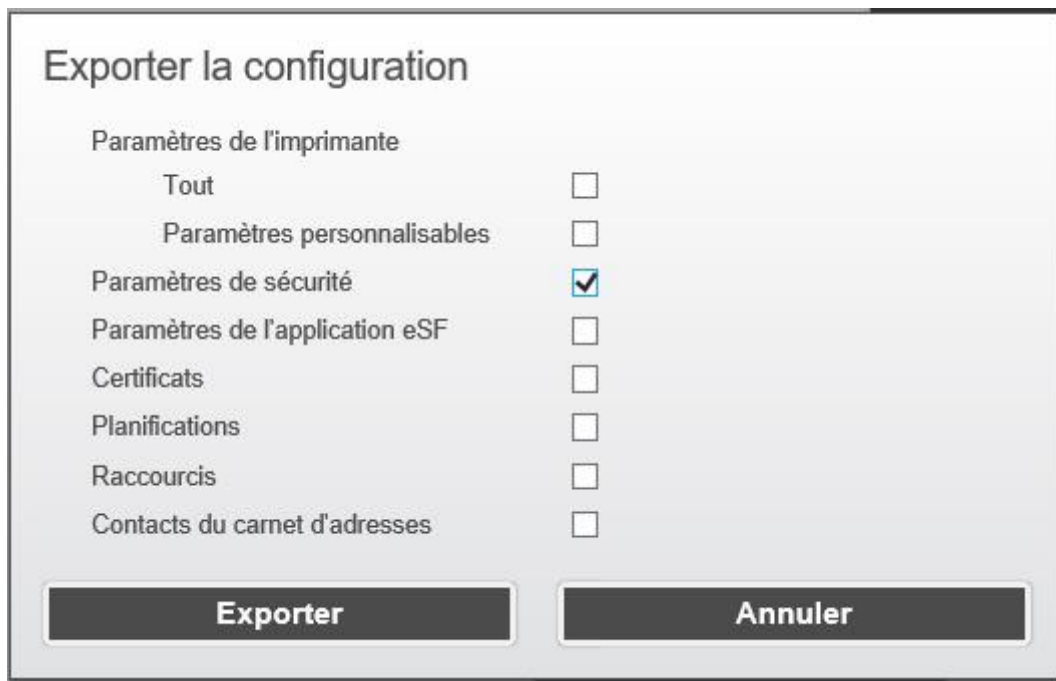 Exporter la configuration
Paramètres de l'imprimante
Tout
Paramètres personnalisables
Paramètres de sécurité
Paramètres de l'application eSF
Certificats
Planifications
Raccourcis
Contacts du carnet d'adresses
Exporter
Annuler